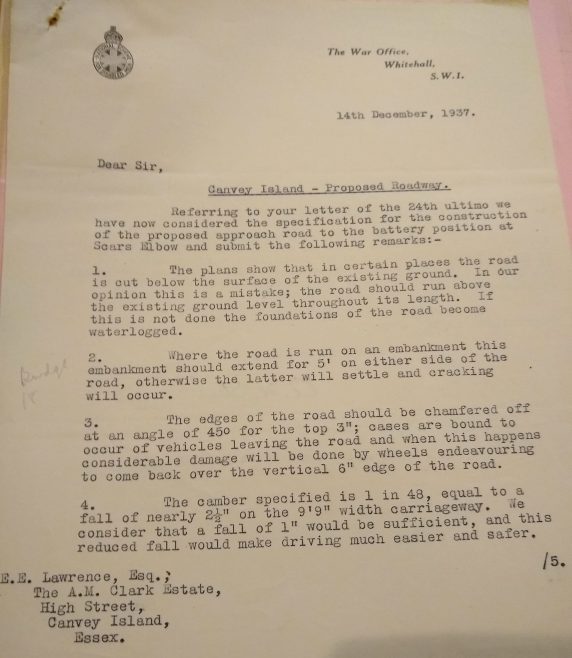 The War Office,
Whitehall,
S.W.1.
14th December, 1937.
Dear Sir,
Canvey Island - Proposed Roadway.
Referring to your letter of the 24th ultimo we
have now considered the specification for the construction
of the proposed approach road to the battery position at
Scars Elbow and submit the following remarks:-
1. The plans show that in certain places the road
is cut below the surface of the existing ground. In our
opinion this is a mistake; the road should run above
the existing ground level throughout its length. If
this is not done the foundations of the road become
waterlogged.
2. Where the road is run on an embankment this
embankment should extend for 5' on either side of the
road, otherwise the latter will settle and cracking
will occur.
3. The edges of the road should be chamfered off
at an angle of 45° for the top 3"; cases are bound to
occur of vehicles leaving the road and when this happens
considerable damage will be done by wheels endeavouring
to come back over the vertical 6" edge of the road.
4. The camber specified is 1 in 48, equal to a
fall of nearly 2½" on the 9'9" width carriageway. We
consider that a fall of 1" would be sufficient, and this
reduced fall would make driving much easier and safer.
/5.
E.E. Lawrence, Esq.,
The A.M. Clark Estate,
High Street,
Canvey Island,
Essex.